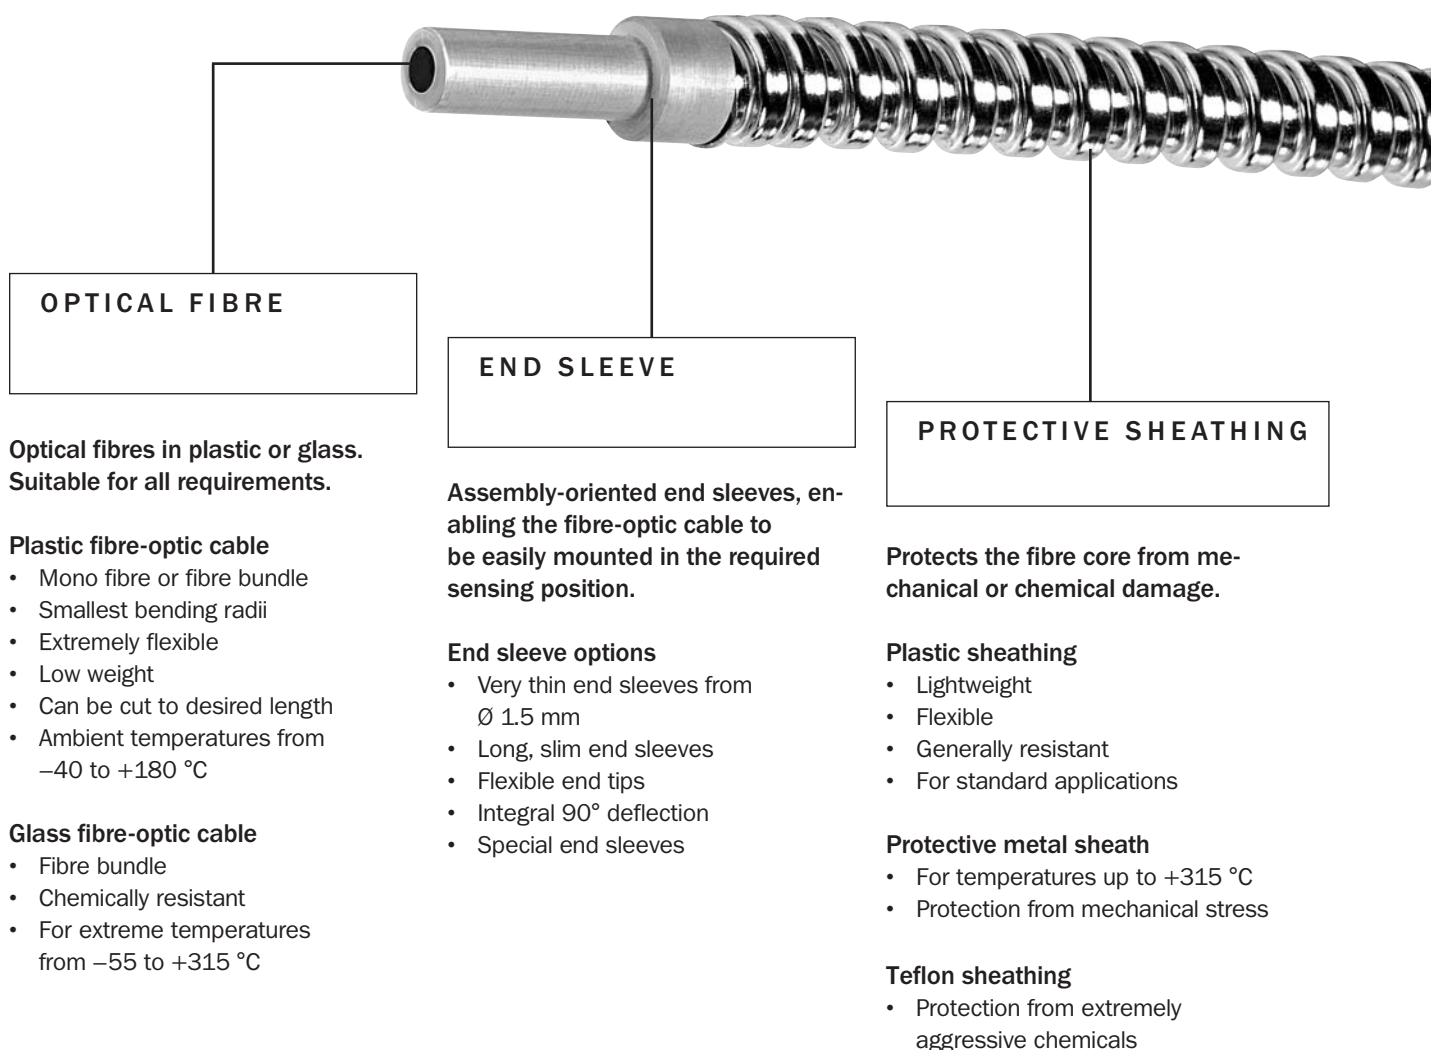 OPTICAL FIBRE
Optical fibres in plastic or glass.
Suitable for all requirements.
Plastic fibre-optic cable
• Mono fibre or fibre bundle
• Smallest bending radii
• Extremely flexible
• Low weight
• Can be cut to desired length
• Ambient temperatures from
–40 to +180 °C
Glass fibre-optic cable
• Fibre bundle
• Chemically resistant
• For extreme temperatures
from –55 to +315 °C
END SLEEVE
Assembly-oriented end sleeves, en-
abling the fibre-optic cable to
be easily mounted in the required
sensing position.
End sleeve options
• Very thin end sleeves from
Ø 1.5 mm
• Long, slim end sleeves
• Flexible end tips
• Integral 90° deflection
• Special end sleeves
PROTECTIVE SHEATHING
Protects the fibre core from me-
chanical or chemical damage.
Plastic sheathing
• Lightweight
• Flexible
• Generally resistant
• For standard applications
Protective metal sheath
• For temperatures up to +315 °C
• Protection from mechanical stress
Teflon sheathing
• Protection from extremely
aggressive chemicals